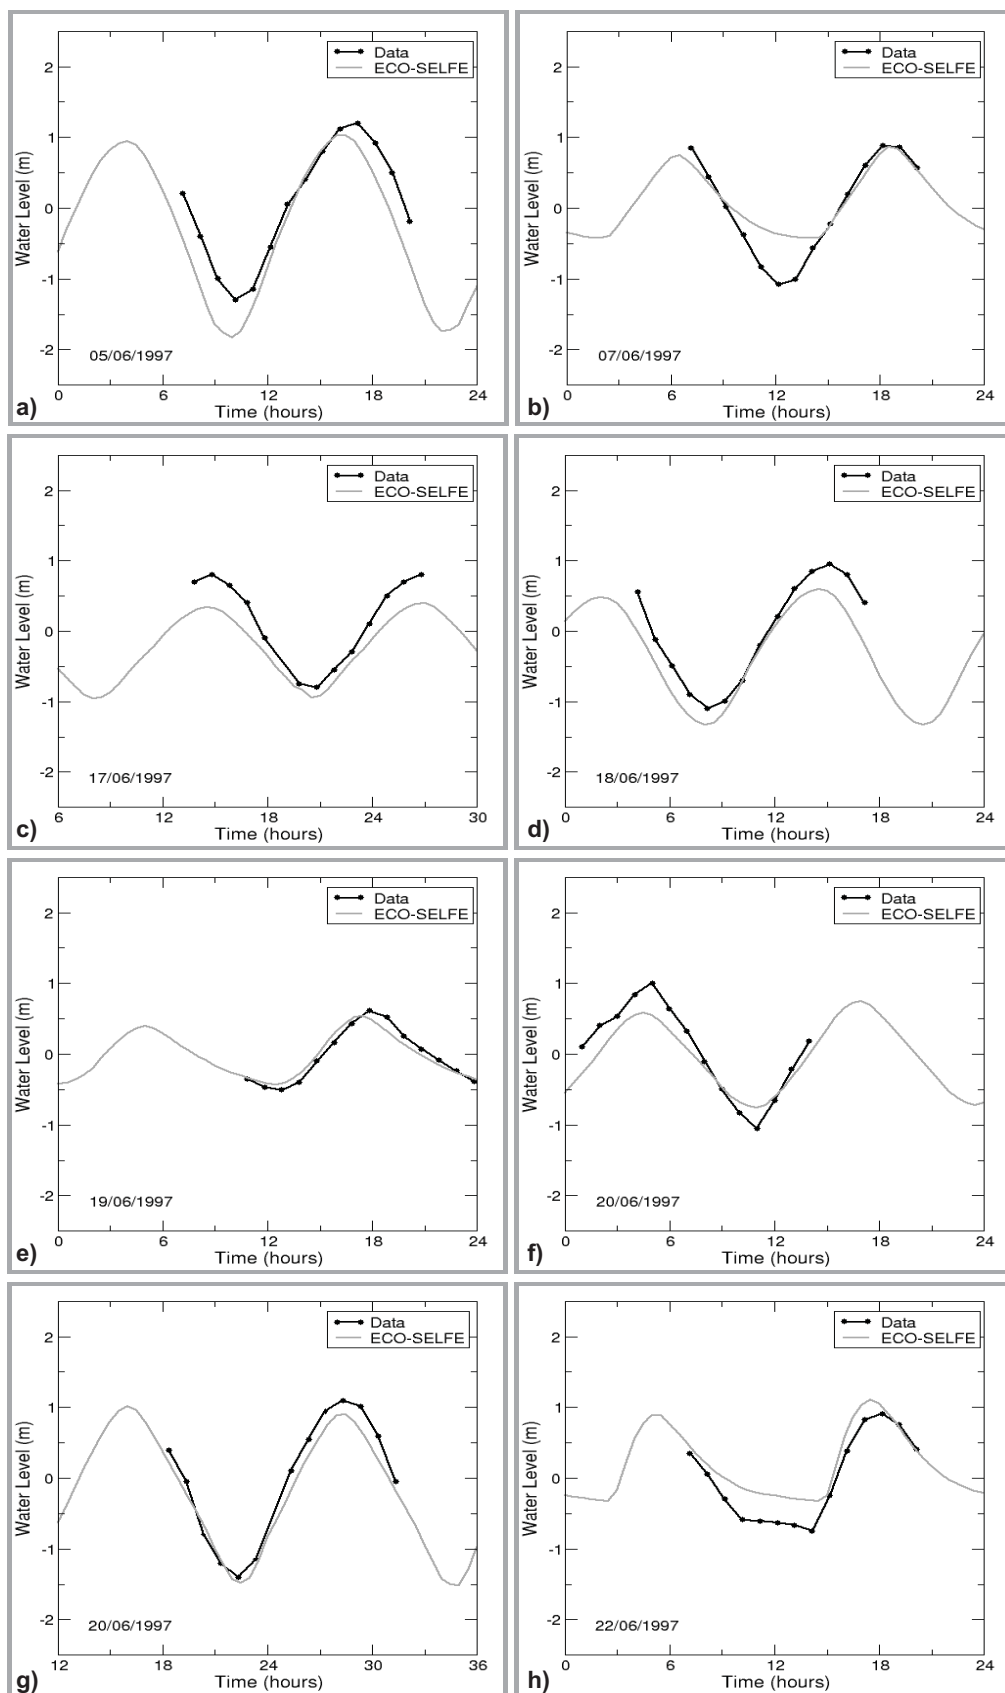 Data
ECO-SELFE
2
1
0
-1
-2
Water Level (m)
05/06/1997
0 6 12 18 24
Time (hours)
a)
Data
ECO-SELFE
2
1
0
-1
-2
Water Level (m)
07/06/1997
0 6 12 18 24
Time (hours)
b)
Data
ECO-SELFE
2
1
0
-1
-2
Water Level (m)
17/06/1997
6 12 18 24 30
Time (hours)
c)
Data
ECO-SELFE
2
1
0
-1
-2
Water Level (m)
18/06/1997
0 6 12 18 24
Time (hours)
d)
Data
ECO-SELFE
2
1
0
-1
-2
Water Level (m)
19/06/1997
0 6 12 18 24
Time (hours)
e)
Data
ECO-SELFE
2
1
0
-1
-2
Water Level (m)
20/06/1997
0 6 12 18 24
Time (hours)
f)
Data
ECO-SELFE
2
1
0
-1
-2
Water Level (m)
20/06/1997
12 18 24 30 36
Time (hours)
g)
Data
ECO-SELFE
2
1
0
-1
-2
Water Level (m)
22/06/1997
0 6 12 18 24
Time (hours)
h)